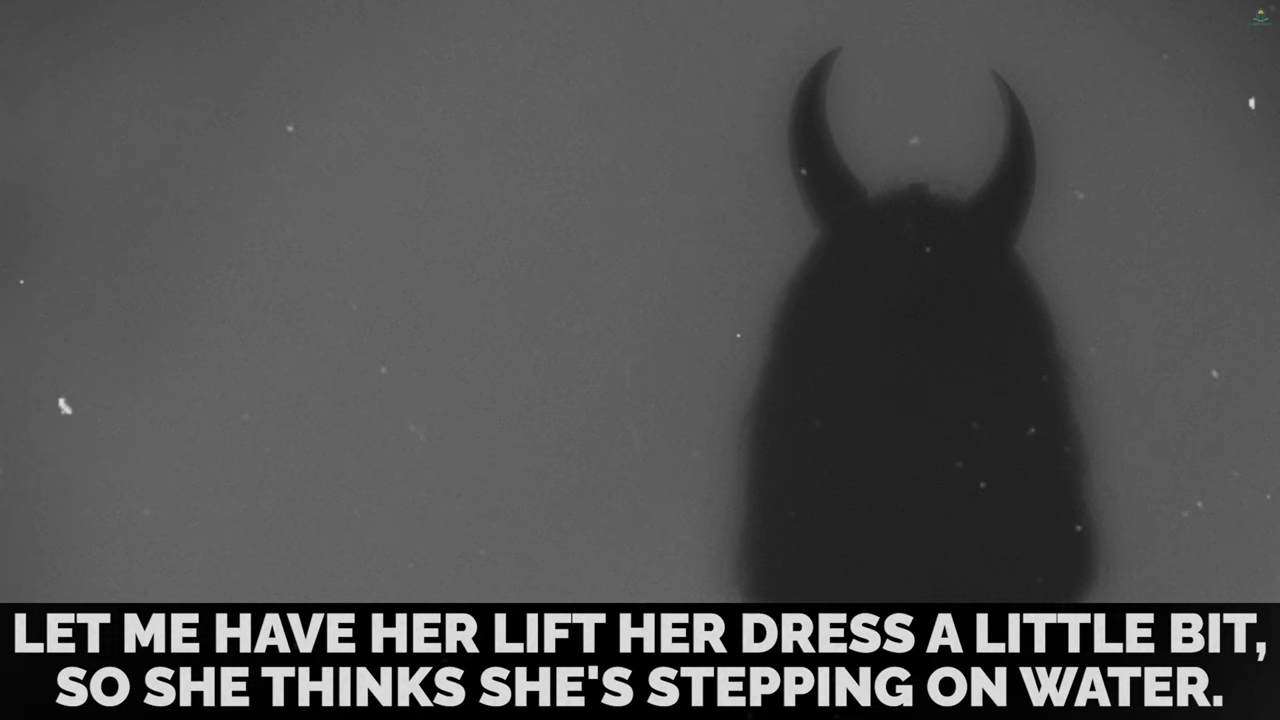 LET ME HAVE HER LIFT HER DRESS A LITTLE BIT,
SO SHE THINKS SHE'S STEPPING ON WATER.